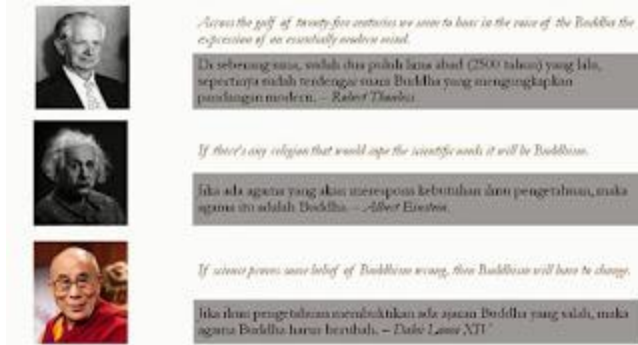 Across the gulf of twenty-five centuries we seem to hear in the voice of the Buddha the
expression of an essentially modern mind.
Di seberang sana, sudah dua puluh lima abad (2500 tahun) yang lalu,
sepertinya sudah terdengar suara Buddha yang mengungkapkan
pandangan modern. – Robert
If there's any religion that would cope the scientific needs it will be Buddhism.
Jika ada agama yang akan merespons kebutuhan ilmu pengetahuan, maka
agama itu adalah Buddha. – Albert Einstein.
If science proves some belief of Buddhism wrong, then Buddhism will have to change.
Jika ilmu pengetahuan membuktikan ada ajaran Buddha yang salah, maka
agama Buddha harus berubah. – Dalai Lama XIV